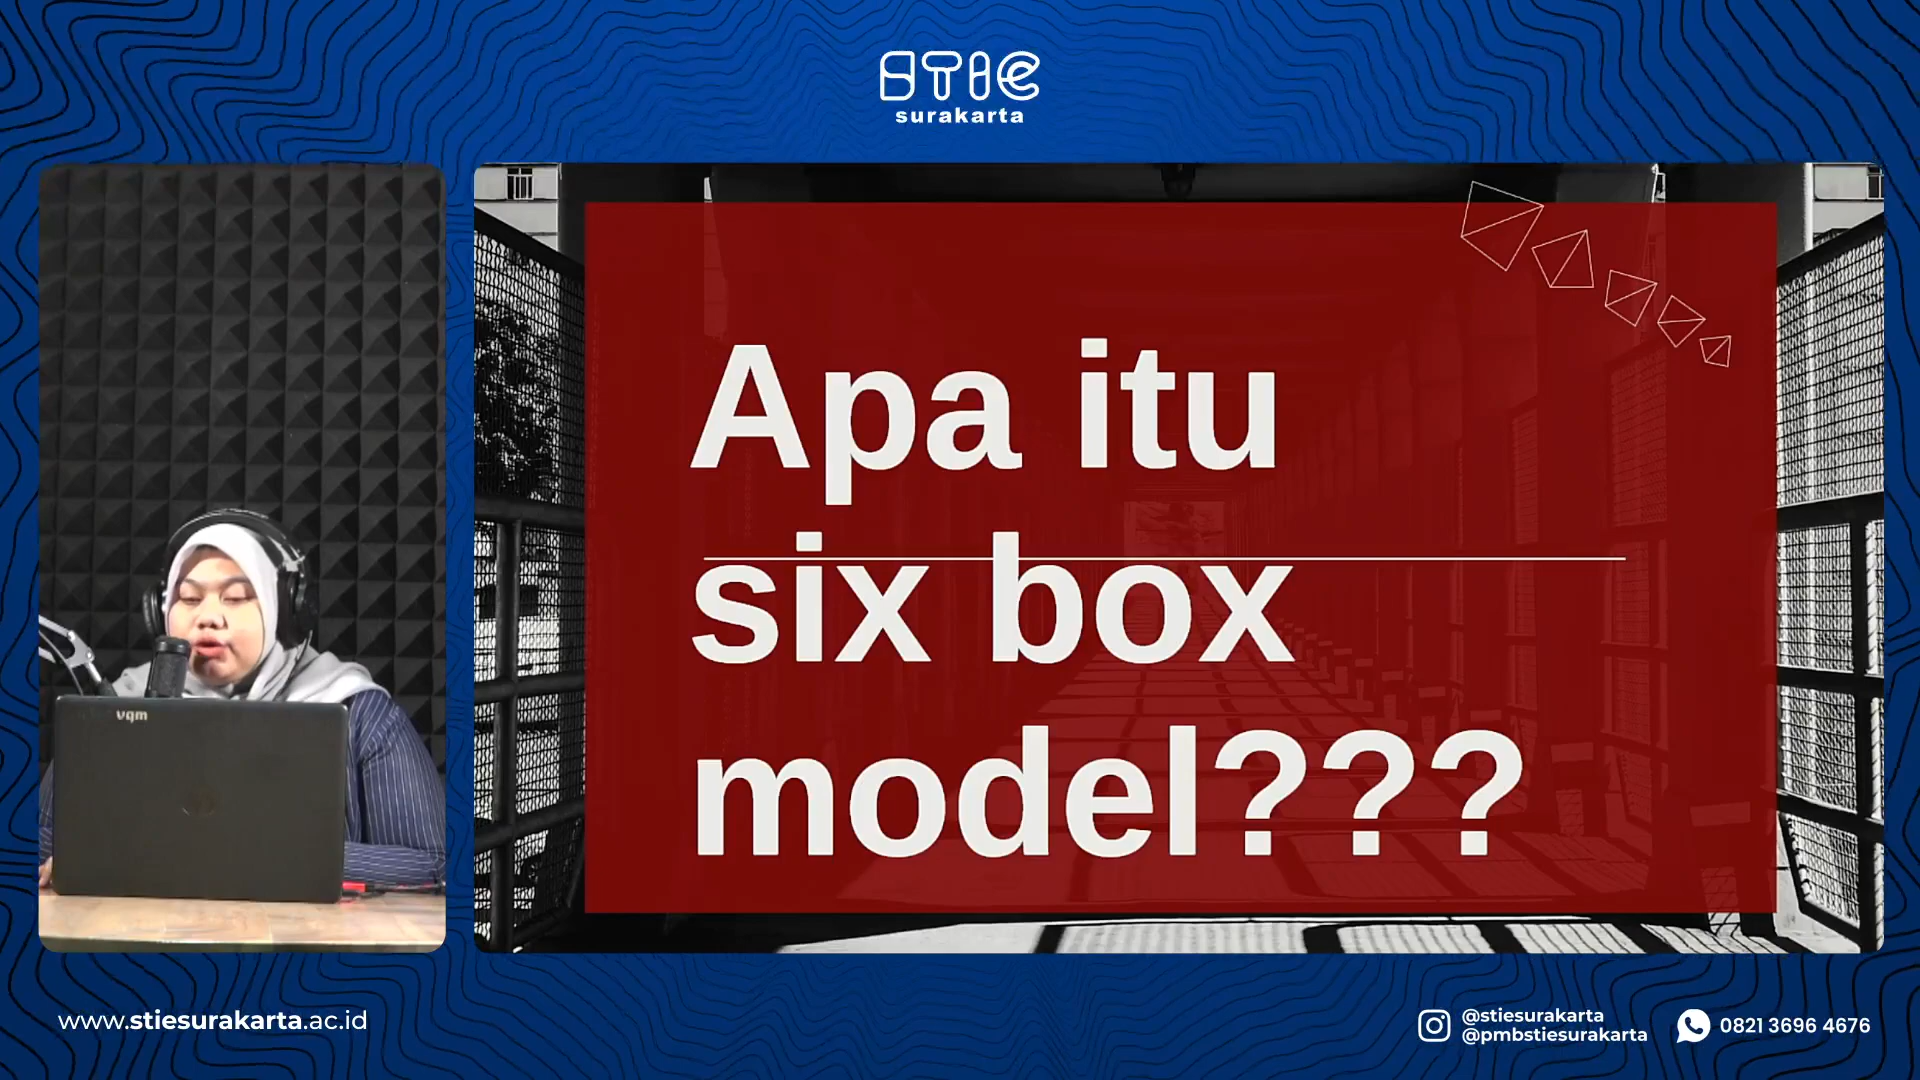 STIE
surakarta
Apa itu
six box
model???
vqm
www.stiesurakarta.ac.id
@stiesurakarta
@pmbstiesurakarta
0821 3696 4676